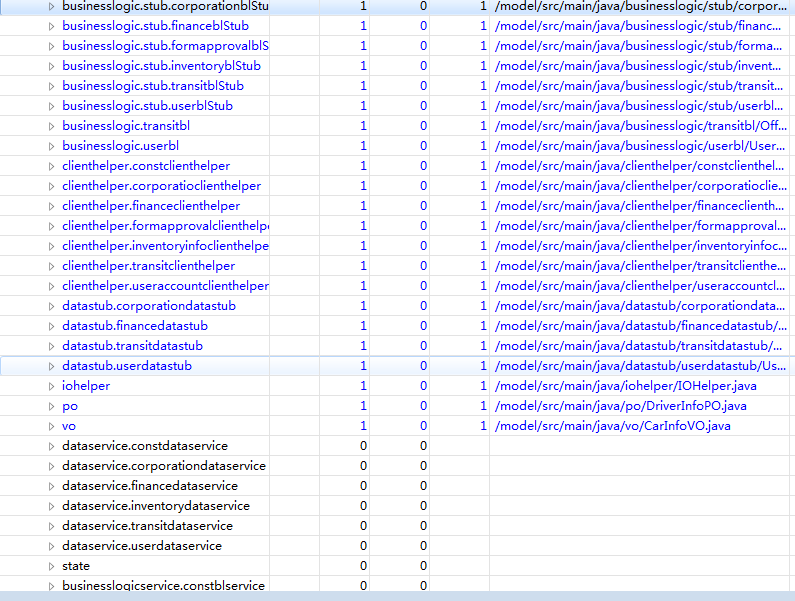 businesslogic.stub.corporationblStu 1 0 1 /model/src/main/java/businesslogic/stub/corpor...
businesslogic.stub.financeblStub 1 0 1 /model/src/main/java/businesslogic/stub/financ...
businesslogic.stub.formapprovalblS 1 0 1 /model/src/main/java/businesslogic/stub/forma...
businesslogic.stub.inventoryblStub 1 0 1 /model/src/main/java/businesslogic/stub/invent...
businesslogic.stub.transitblStub 1 0 1 /model/src/main/java/businesslogic/stub/transit...
businesslogic.stub.userblStub 1 0 1 /model/src/main/java/businesslogic/stub/userbl...
businesslogic.transitbl 1 0 1 /model/src/main/java/businesslogic/transitbl/Off...
businesslogic.userbl 1 0 1 /model/src/main/java/businesslogic/userbl/User...
clienthelper.constclienthelper 1 0 1 /model/src/main/java/clienthelper/constclienthel...
clienthelper.corporatioclienthelper 1 0 1 /model/src/main/java/clienthelper/corporatioclie...
clienthelper.financeclienthelper 1 0 1 /model/src/main/java/clienthelper/financeclienth...
clienthelper.formapprovalclienthelpe 1 0 1 /model/src/main/java/clienthelper/formapproval...
clienthelper.inventoryinfoclienthelpe 1 0 1 /model/src/main/java/clienthelper/inventoryinfoc...
clienthelper.transitclienthelper 1 0 1 /model/src/main/java/clienthelper/transitclienthe...
clienthelper.useraccountclienthelper 1 0 1 /model/src/main/java/clienthelper/useraccountcl...
datastub.corporationdatastub 1 0 1 /model/src/main/java/datastub/corporationdata...
datastub.financedatastub 1 0 1 /model/src/main/java/datastub/financedatastub/...
datastub.transitdatastub 1 0 1 /model/src/main/java/datastub/transitdatastub/...
datastub.userdatastub 1 0 1 /model/src/main/java/datastub/userdatastub/Us...
iohelper 1 0 1 /model/src/main/java/iohelper/IOHelper.java
po 1 0 1 /model/src/main/java/po/DriverInfoPO.java
vo 1 0 1 /model/src/main/java/vo/CarInfoVO.java
dataservice.constdataservice 0 0
dataservice.corporationdataservice 0 0
dataservice.financedataservice 0 0
dataservice.inventorydataservice 0 0
dataservice.transitdataservice 0 0
dataservice.userdataservice 0 0
state 0 0
businesslogicservice.constblservice 0 0